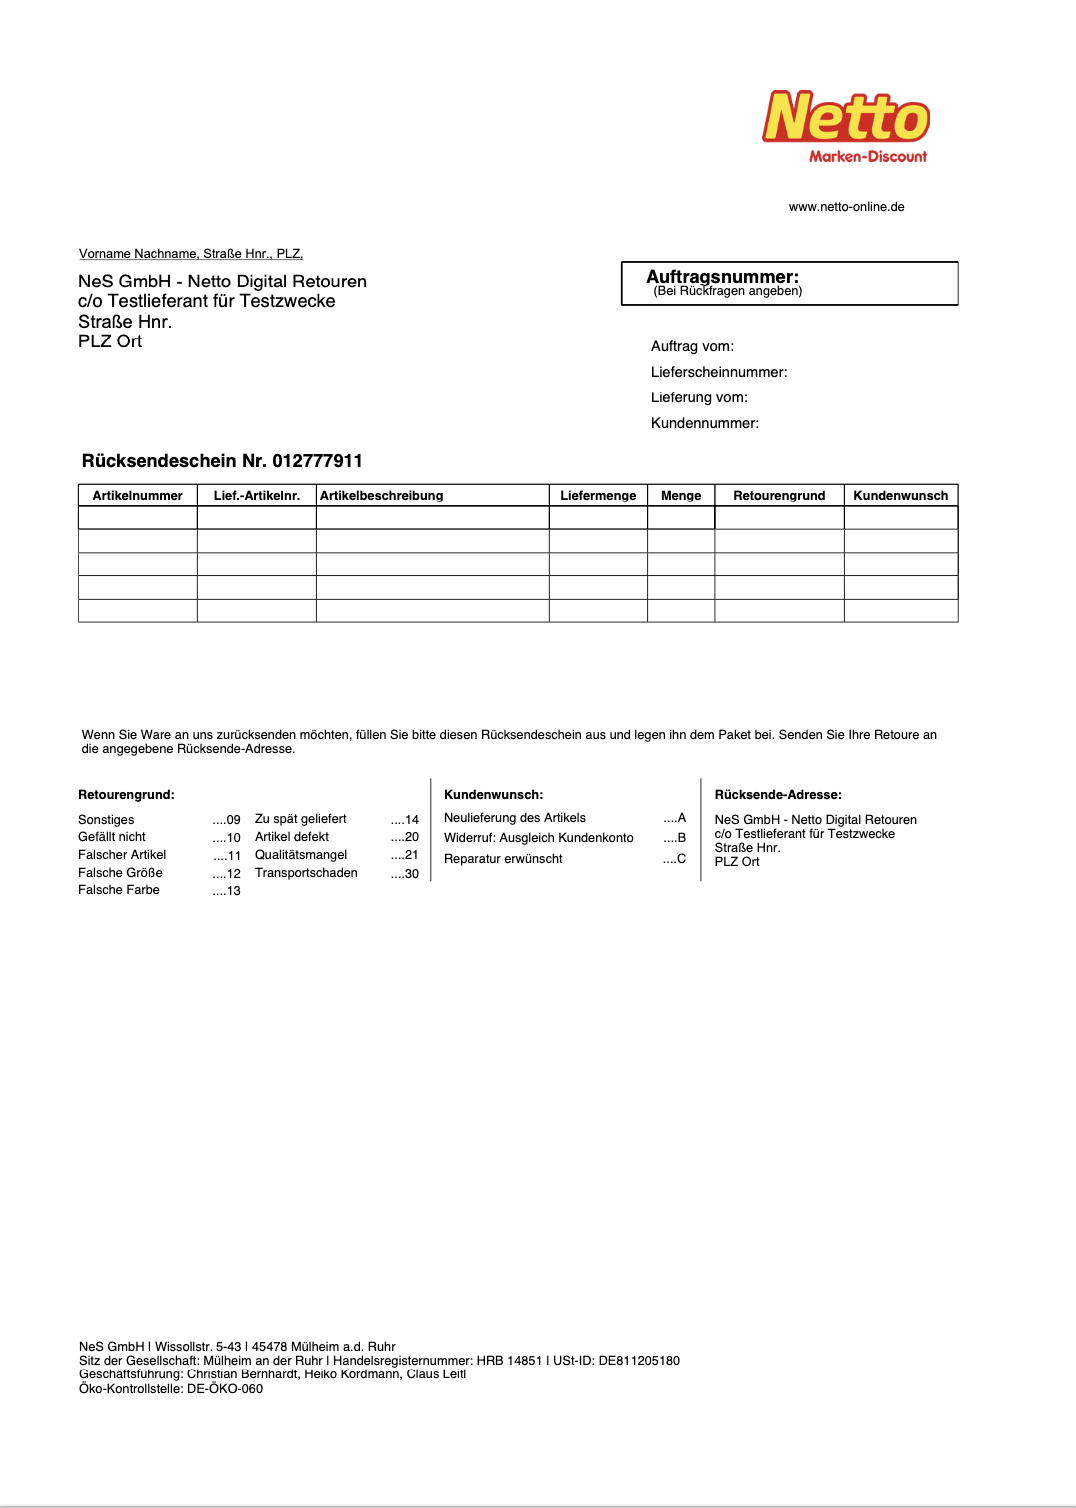 Netto
Marken-Discount
www.netto-online.de
Vorname Nachname, Straße Hnr., PLZ,
NeS GmbH - Netto Digital Retouren
c/o Testlieferant für Testzwecke
Straße Hnr.
PLZ Ort
Auftragsnummer:
(Bei Rückfragen angeben)
Auftrag vom:
Lieferscheinnummer:
Lieferung vom:
Kundennummer:
Rücksendeschein Nr. 012777911
Artikelnummer Lief.-Artikelnr. Artikelbeschreibung Liefermenge Menge Retourengrund Kundenwunsch
Wenn Sie Ware an uns zurücksenden möchten, füllen Sie bitte diesen Rücksendeschein aus und legen ihn dem Paket bei. Senden Sie Ihre Retoure an
die angegebene Rücksende-Adresse.
Retourengrund:
Sonstiges ....09
Gefällt nicht ....10
Falscher Artikel ....11
Falsche Größe ....12
Falsche Farbe ....13
Zu spät geliefert ....14
Artikel defekt ....20
Qualitätsmangel ....21
Transportschaden ....30
Kundenwunsch:
Neulieferung des Artikels ....A
Widerruf: Ausgleich Kundenkonto ....B
Reparatur erwünscht ....C
Rücksende-Adresse:
NeS GmbH - Netto Digital Retouren
c/o Testlieferant für Testzwecke
Straße Hnr.
PLZ Ort
NeS GmbH | Wissollstr. 5-43 | 45478 Mülheim a.d. Ruhr
Sitz der Gesellschaft: Mülheim an der Ruhr | Handelsregisternummer: HRB 14851 | USt-ID: DE811205180
Geschäftsführung: Christian Bernhardt, Heiko Kordmann, Claus Leitl
Öko-Kontrollstelle: DE-ÖKO-060